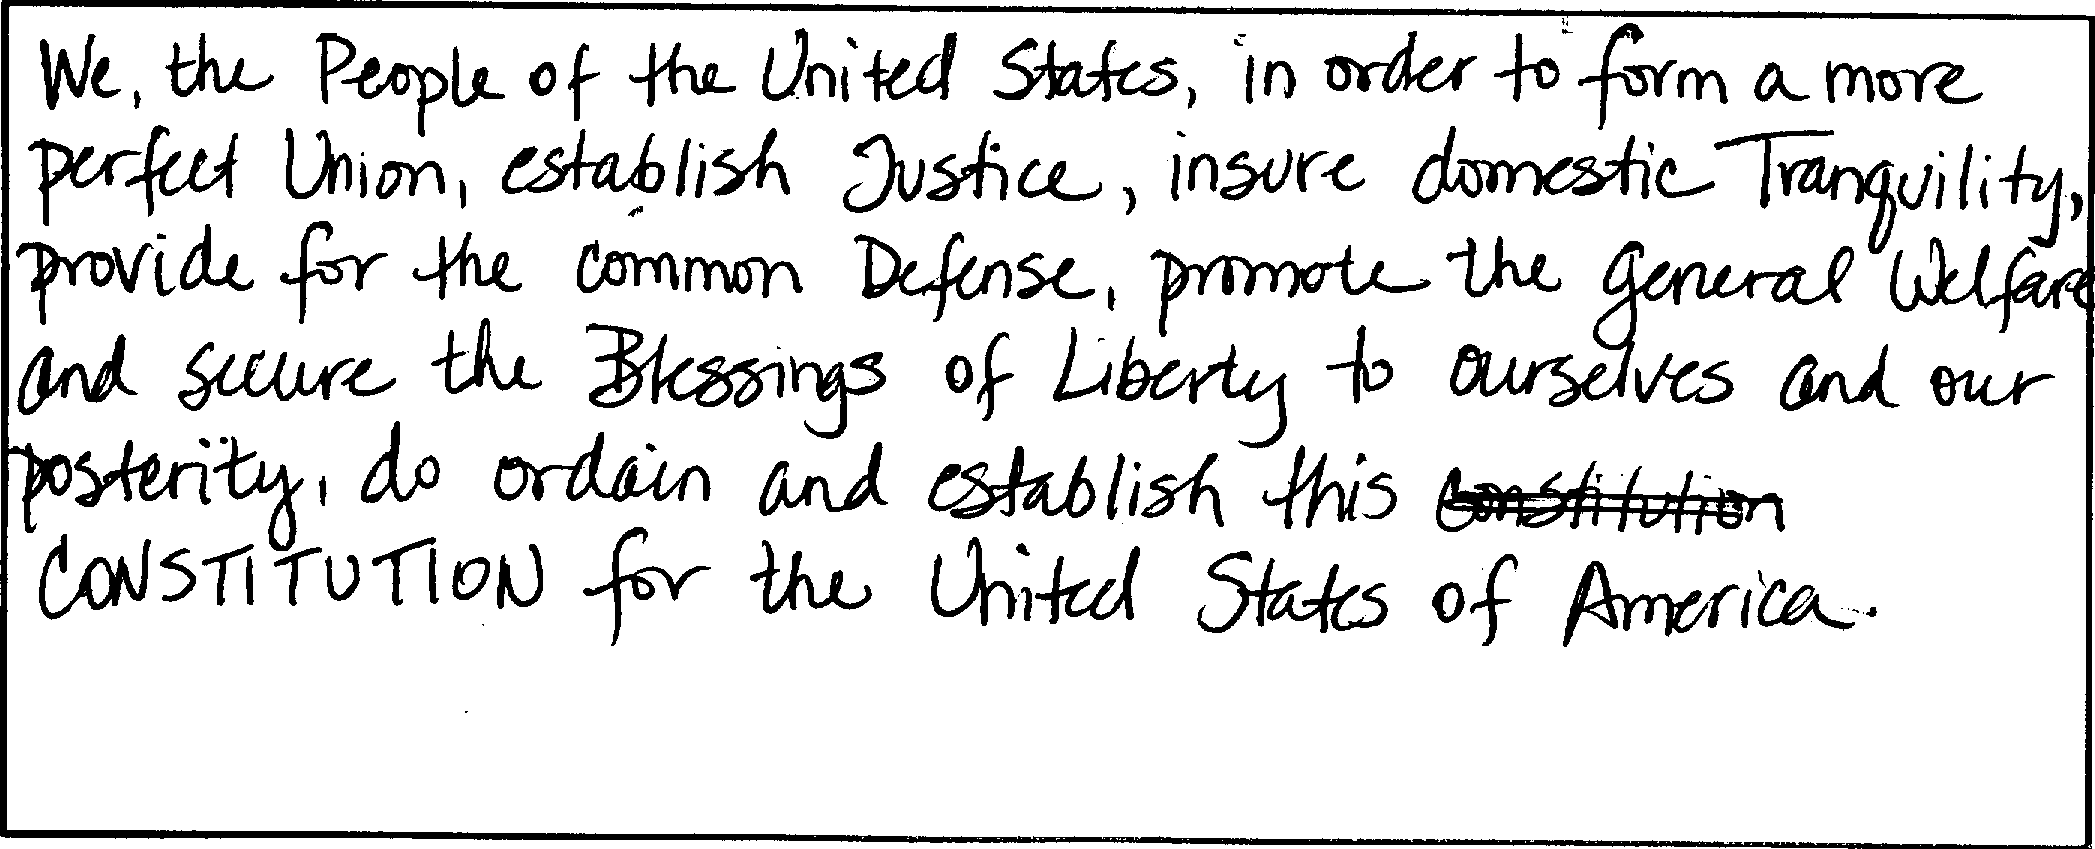 We, the People of the United States, in order to form a more
perfect Union, establish Justice, insure domestic Tranquility,
provide for the common Defense, promote the general Welfare
and secure the Blessings of Liberty to ourselves and our
posterity, do ordain and establish this constitution
CONSTITUTION for the United States of America.